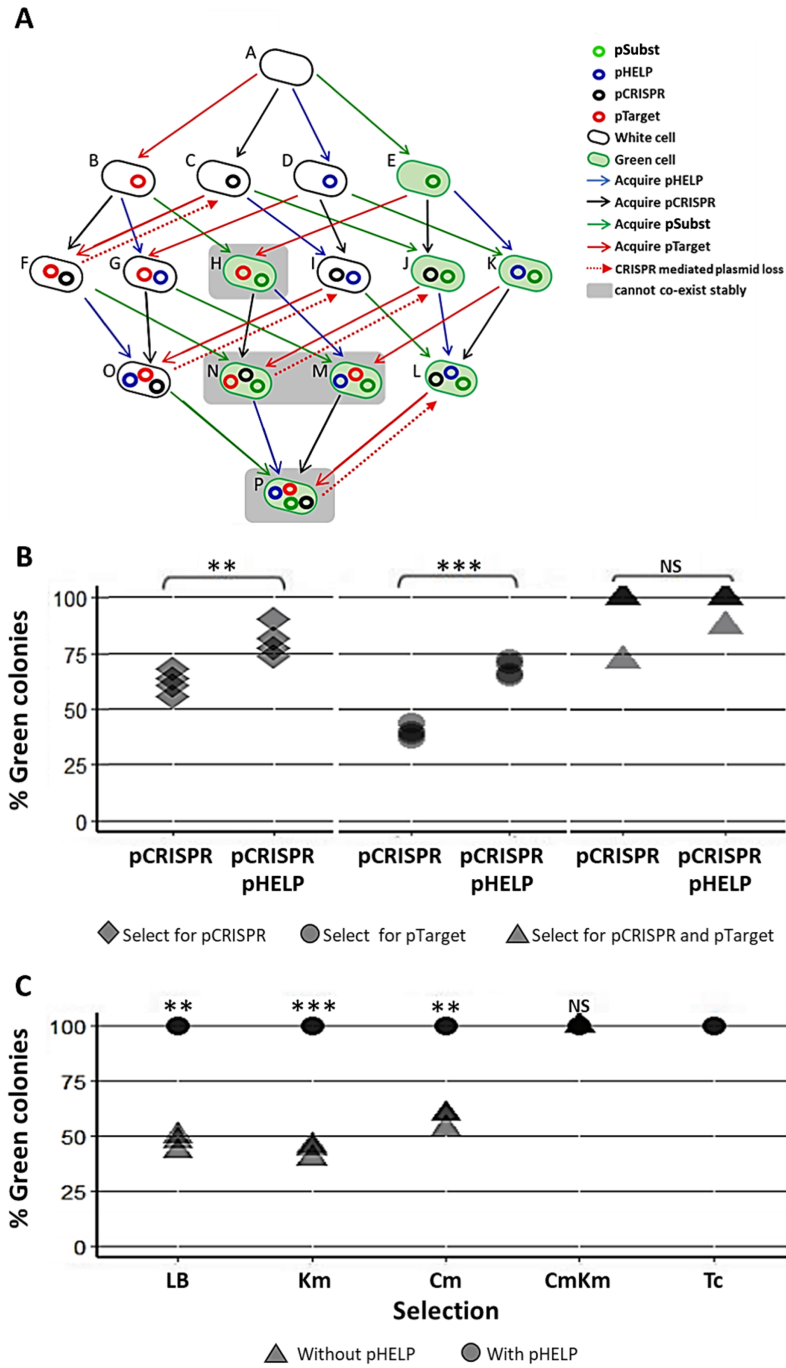 A
A
B
C
D
E
F
G
H
I
J
K
O
N
M
L
P
pSubst
pHELP
pCRISPR
pTarget
White cell
Green cell
Acquire pHELP
Acquire pCRISPR
Acquire pSubst
Acquire pTarget
CRISPR mediated plasmid loss
cannot co-exist stably
B
** *** NS
% Green colonies
100
75
50
25
0
pCRISPR pCRISPR pHELP pCRISPR pCRISPR pHELP pCRISPR pCRISPR pHELP
Select for pCRISPR Select for pTarget Select for pCRISPR and pTarget
C
** *** ** NS
% Green colonies
100
75
50
25
0
LB Km Cm CmKm Tc
Selection
Without pHELP With pHELP